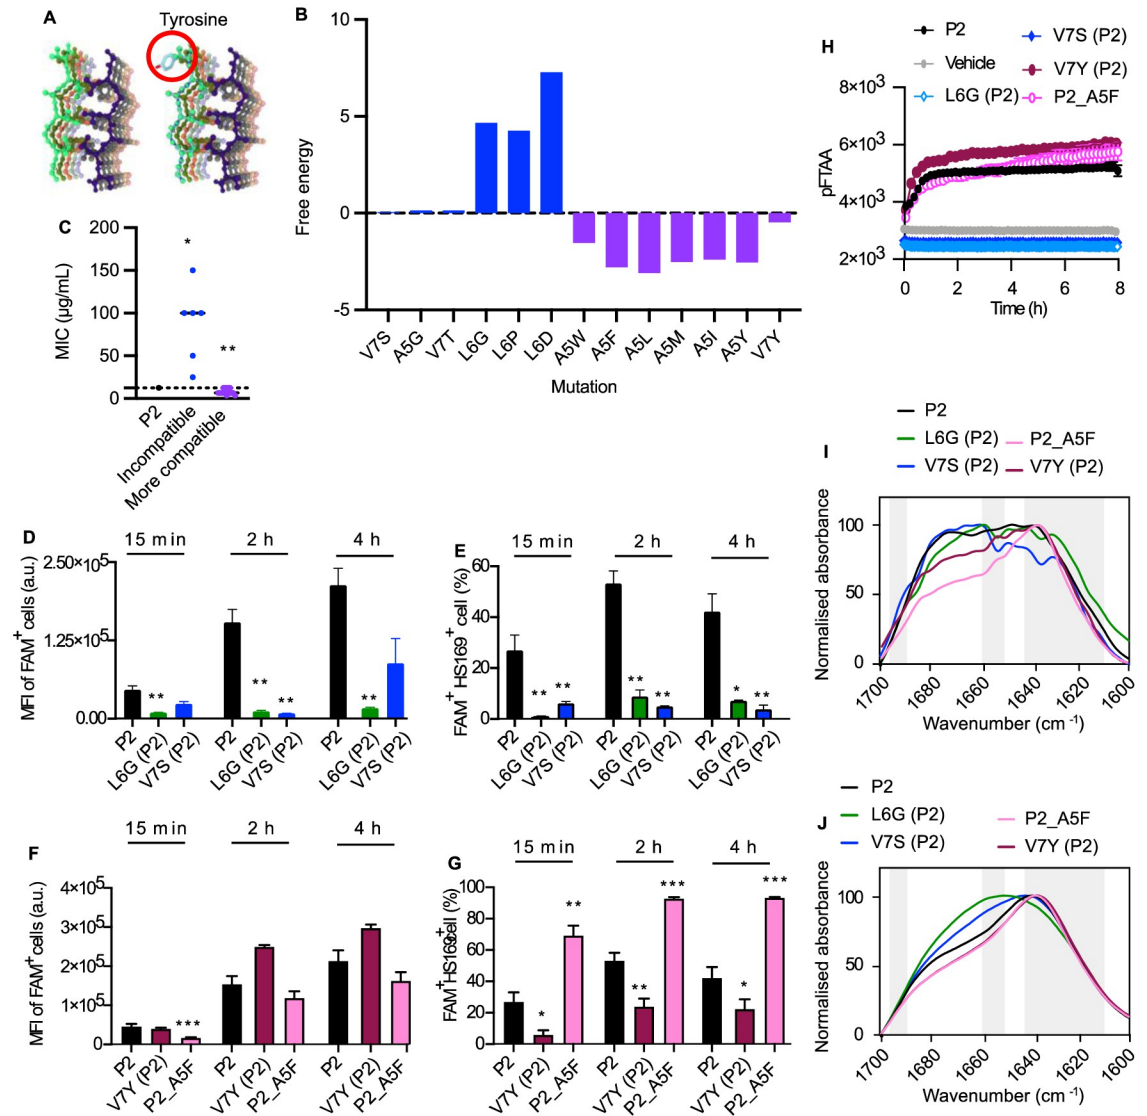 A
Tyrosine
B
Free energy
10
5
0
-5
V7S
A5G
V7T
L6G
L6P
L6D
A5W
A5F
A5L
A5M
A5I
A5Y
V7Y
Mutation
C
MIC (µg/mL)
200
150
100
50
0
*
**
P2
Incompatible
More compatible
H
P2
Vehicle
L6G (P2)
V7S (P2)
V7Y (P2)
P2_A5F
pFTAA
8×10³
6×10³
4×10³
2×10³
0
2
4
6
8
Time (h)
D
15 min
2 h
4 h
MFI of FAM⁺ cells (a.u.)
2.50×10⁵
1.25×10⁵
0.00
**
**
**
**
P2
L6G (P2)
V7S (P2)
P2
L6G (P2)
V7S (P2)
P2
L6G (P2)
V7S (P2)
E
15 min
2 h
4 h
FAM⁺ HS169⁺ cell (%)
60
40
20
0
**
**
**
**
*
**
P2
L6G (P2)
V7S (P2)
P2
L6G (P2)
V7S (P2)
P2
L6G (P2)
V7S (P2)
I
P2
L6G (P2)
V7S (P2)
P2_A5F
V7Y (P2)
Normalised absorbance
100
50
0
1700
1680
1660
1640
1620
1600
Wavenumber (cm⁻¹)
F
15 min
2 h
4 h
MFI of FAM⁺ cells (a.u.)
4×10⁵
3×10⁵
2×10⁵
1×10⁵
0
***
P2
V7Y (P2)
P2_A5F
P2
V7Y (P2)
P2_A5F
P2
V7Y (P2)
P2_A5F
G
15 min
2 h
4 h
FAM⁺HS169⁺cell (%)
100
80
60
40
20
0
*
**
**
***
*
***
P2
V7Y (P2)
P2_A5F
P2
V7Y (P2)
P2_A5F
P2
V7Y (P2)
P2_A5F
J
P2
L6G (P2)
V7S (P2)
P2_A5F
V7Y (P2)
Normalised absorbance
100
50
0
1700
1680
1660
1640
1620
1600
Wavenumber (cm⁻¹)